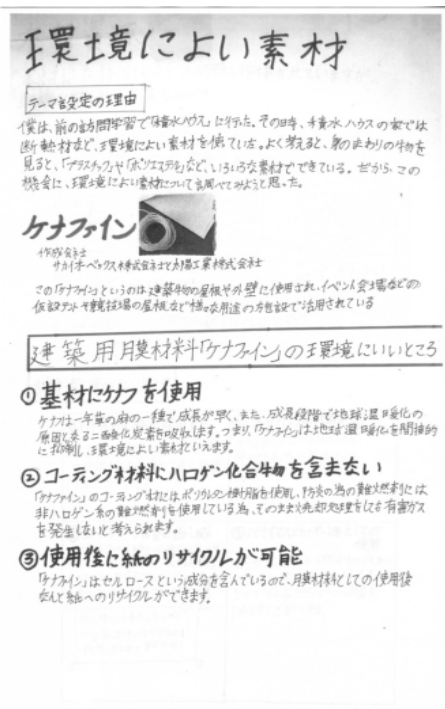 環境によい素材
テーマ設定の理由
僕は、前の訪問学習で「積水ハウス」に行った。その時、積水ハウスの家では
断熱材など、環境によい素材を使っていた。よく考えると、身のまわりの物を
見ると、「プラスチック」や「ポリエステル」など、いろいろな素材でできている。だから、この
機会に、環境によい素材について調べてみようと思った。
ケナファイン
作成会社
サカイオーベックス株式会社と太陽工業株式会社
この「ケナファイン」というのは建築物の屋根や外壁に使用され、イベント会場などの
仮設テントや競技場の屋根など様々な用途の方施設で活用されている
建築用膜材料「ケナファイン」の環境にいいところ
①基材にケナフを使用
ケナフは一年草の麻の一種で成長が早く、また、成長段階で地球温暖化の
原因と来る二酸化炭素を吸収します。つまり、「ケナファイン」は地球温暖化を間接的
に抑制し、環境によい素材といえます。
②コーティング材料にハロゲン化合物を含まない
「ケナファイン」のコーティング材にはポリウレタン樹脂を使用し、防炎の為の難燃剤には
非ハロゲン系の難燃剤を使用している為、そのまま焼却処理をしても有害ガス
を発生しないと考えられます。
③使用後に紙のリサイクルが可能
「ケナファイン」はセルロースという成分を含んでいるので、膜材料としての使用後
なんと紙へのリサイクルができます。